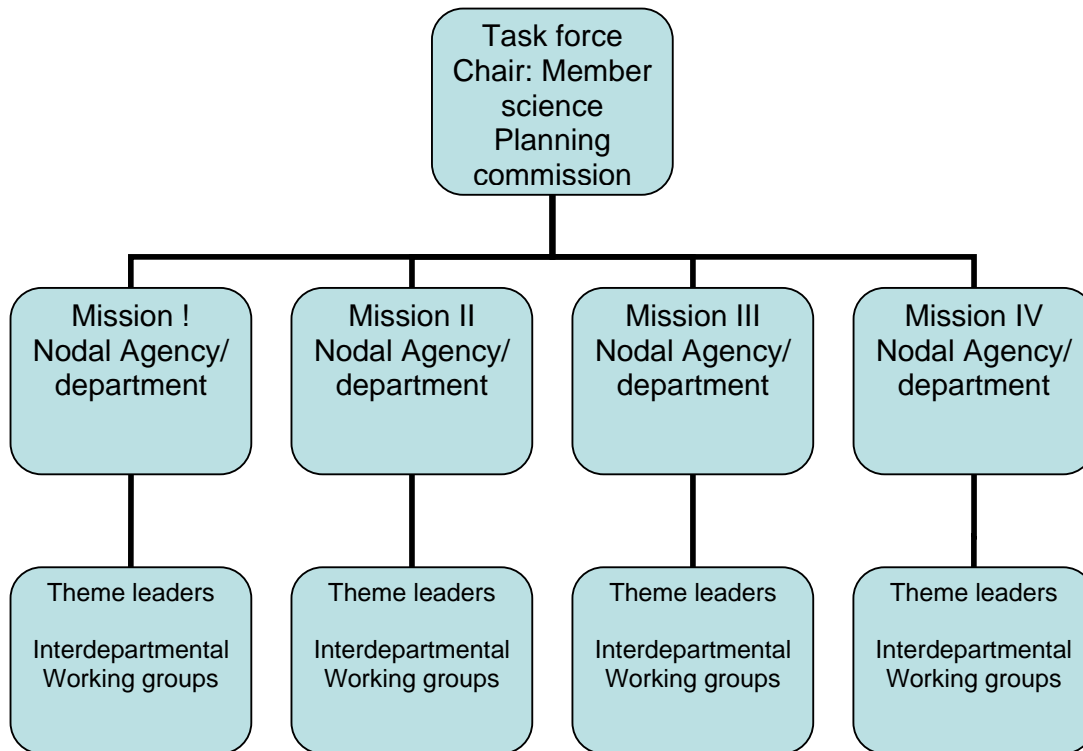 Task force
Chair: Member
science
Planning
commission
Mission !
Nodal Agency/
department
Mission II
Nodal Agency/
department
Mission III
Nodal Agency/
department
Mission IV
Nodal Agency/
department
Theme leaders
Interdepartmental
Working groups
Theme leaders
Interdepartmental
Working groups
Theme leaders
Interdepartmental
Working groups
Theme leaders
Interdepartmental
Working groups